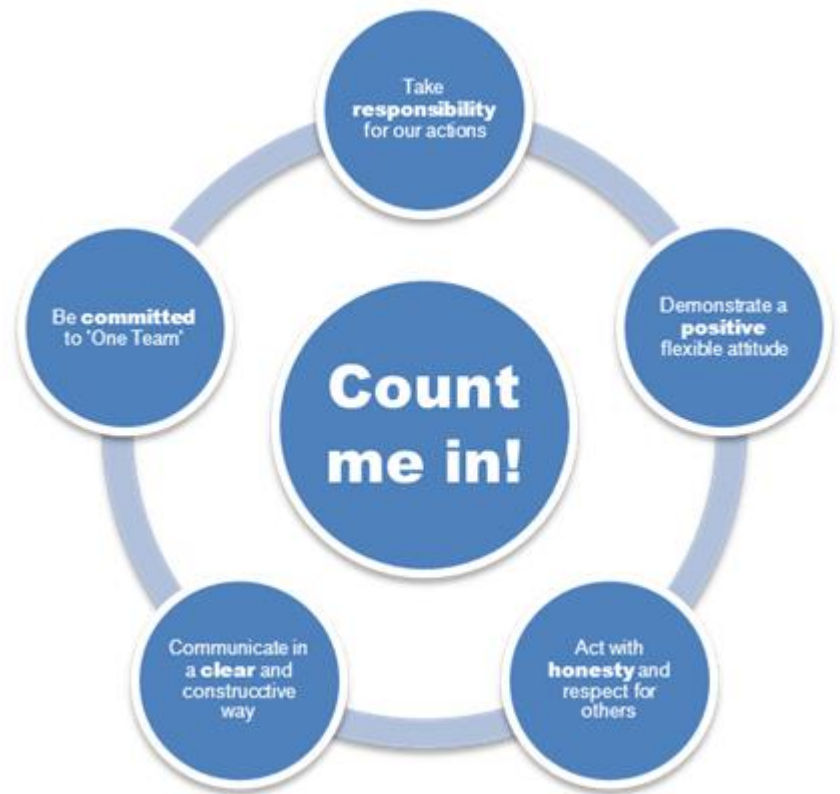 Take
responsibility
for our actions
Demonstrate a
positive
flexible attitude
Act with
honesty and
respect for
others
Communicate in
a clear and
construcctive
way
Be committed
to 'One Team'
Count
me in!